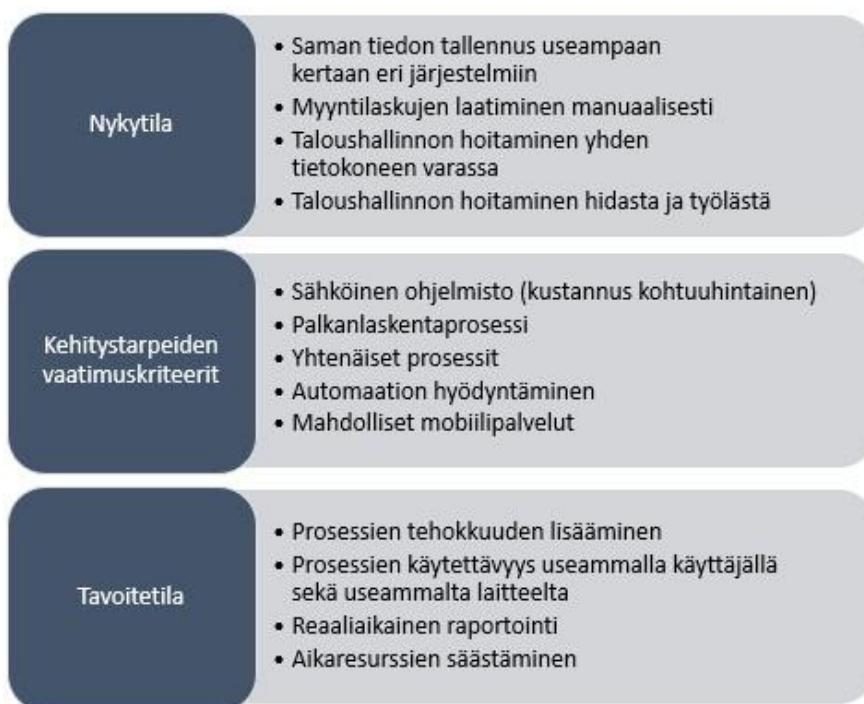 Nykytila
• Saman tiedon tallennus useampaan
kertaan eri järjestelmiin
• Myyntilaskujen laatiminen manuaalisesti
• Taloushallinnon hoitaminen yhden
tietokoneen varassa
• Taloushallinnon hoitaminen hidasta ja työlästä
Kehitystarpeiden
vaatimuskriteerit
• Sähköinen ohjelmisto (kustannus kohtuuhintainen)
• Palkanlaskentaprosessi
• Yhtenäiset prosessit
• Automaation hyödyntäminen
• Mahdolliset mobiilipalvelut
Tavoitetila
• Prosessien tehokkuuden lisääminen
• Prosessien käytettävyys useammalla käyttäjällä
sekä useammalta laitteelta
• Reaaliaikainen raportointi
• Aikaresurssien säästäminen